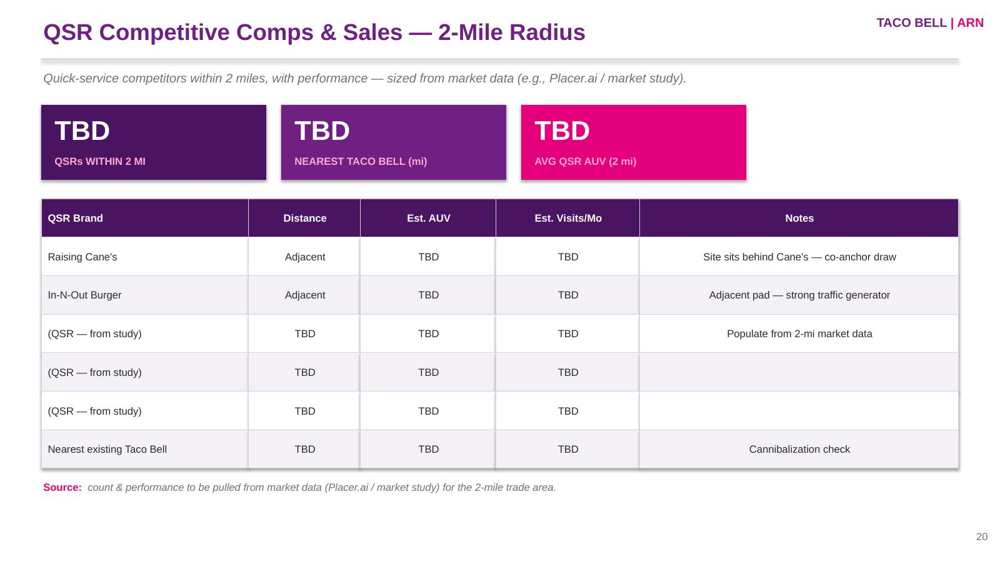 QSR Competitive Comps & Sales — 2-Mile Radius
TACO BELL | ARN
Quick-service competitors within 2 miles, with performance — sized from market data (e.g., Placer.ai / market study).
TBD
QSRs WITHIN 2 MI
TBD
NEAREST TACO BELL (mi)
TBD
AVG QSR AUV (2 mi)
QSR Brand Distance Est. AUV Est. Visits/Mo Notes
Raising Cane's Adjacent TBD TBD Site sits behind Cane's — co-anchor draw
In-N-Out Burger Adjacent TBD TBD Adjacent pad — strong traffic generator
(QSR — from study) TBD TBD TBD Populate from 2-mi market data
(QSR — from study) TBD TBD TBD
(QSR — from study) TBD TBD TBD
Nearest existing Taco Bell TBD TBD TBD Cannibalization check
Source: count & performance to be pulled from market data (Placer.ai / market study) for the 2-mile trade area.
20